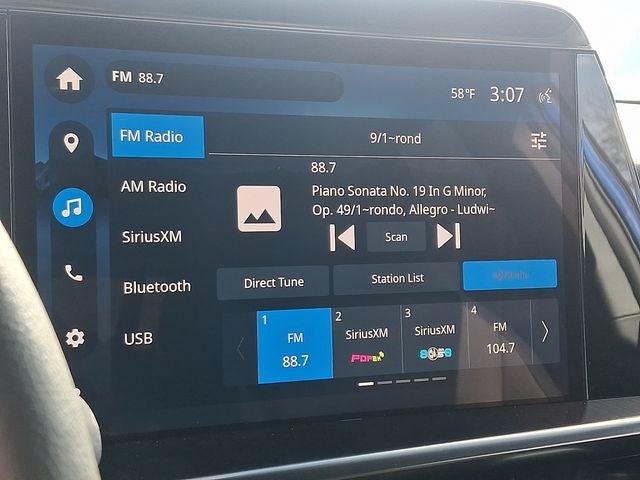 FM 88.7
58°F 3:07
FM Radio
9/1~rond
88.7
AM Radio
Piano Sonata No. 19 In G Minor,
Op. 49/1~rondo, Allegro - Ludwi~
SiriusXM
Scan
Bluetooth
Direct Tune
Station List
USB
1
FM
88.7
2
SiriusXM
3
SiriusXM
4
FM
104.7